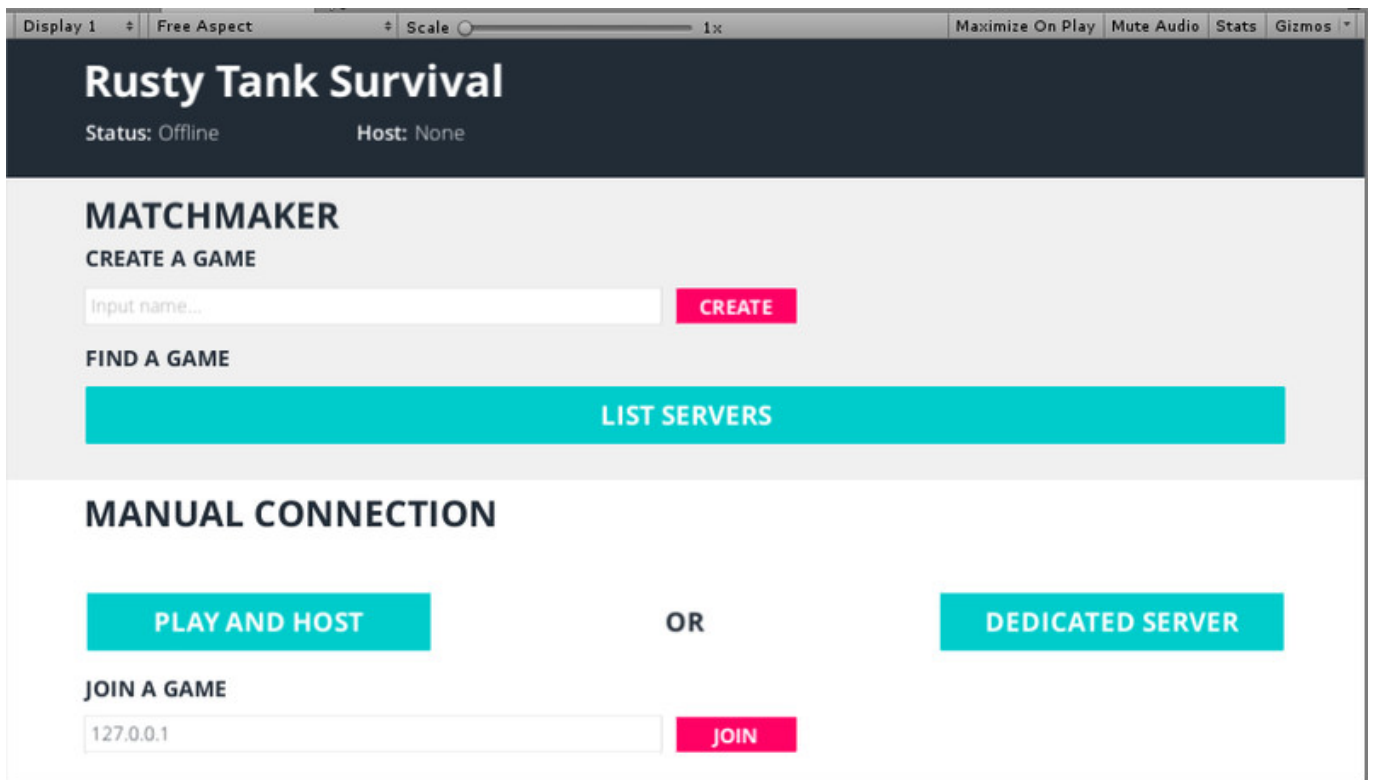 Display 1 Free Aspect Scale 1x Maximize On Play Mute Audio Stats Gizmos
Rusty Tank Survival
Status: Offline Host: None
MATCHMAKER
CREATE A GAME
Input name... CREATE
FIND A GAME
LIST SERVERS
MANUAL CONNECTION
PLAY AND HOST OR DEDICATED SERVER
JOIN A GAME
127.0.0.1 JOIN